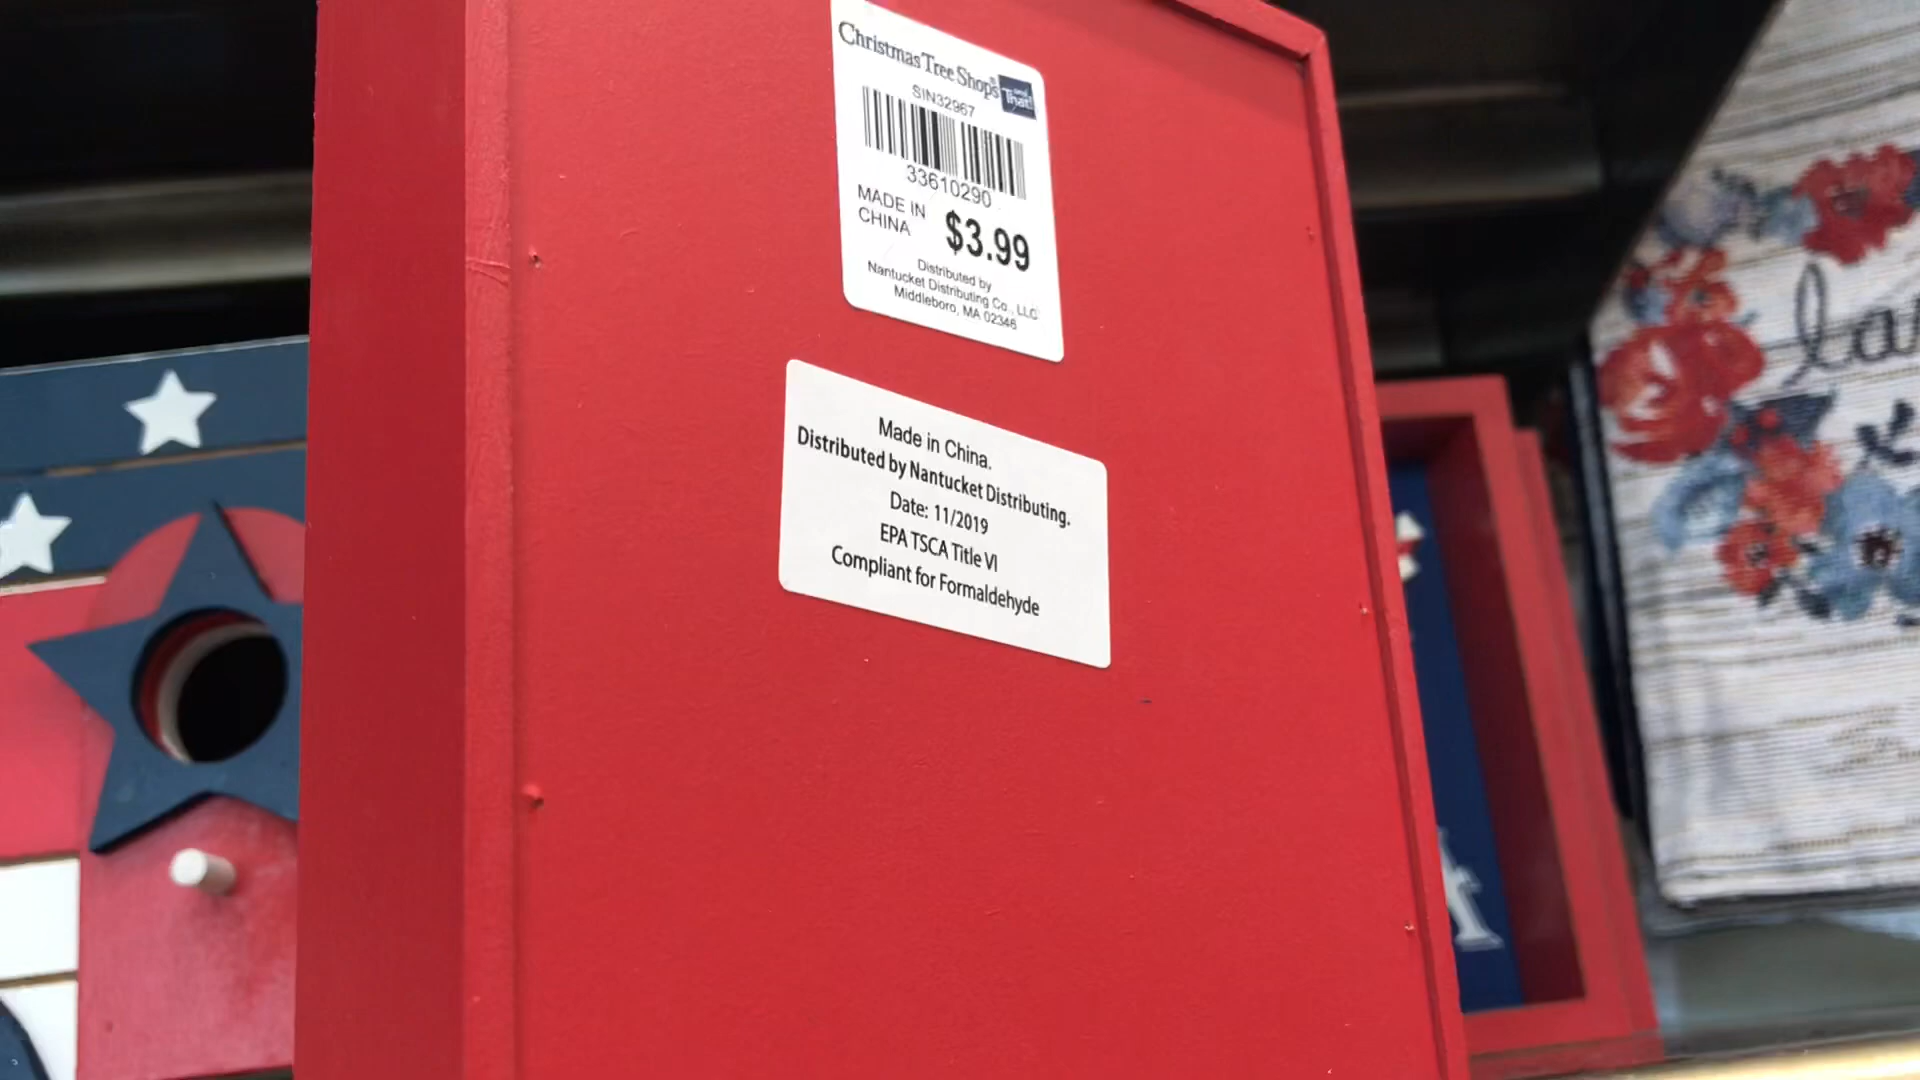 Christmas Tree Shops
and
That!
SIN32967
33610290
MADE IN
CHINA
$3.99
Distributed by
Nantucket Distributing Co., LLC
Middleboro, MA 02346
Made in China.
Distributed by Nantucket Distributing.
Date: 11/2019
EPA TSCA Title VI
Compliant for Formaldehyde